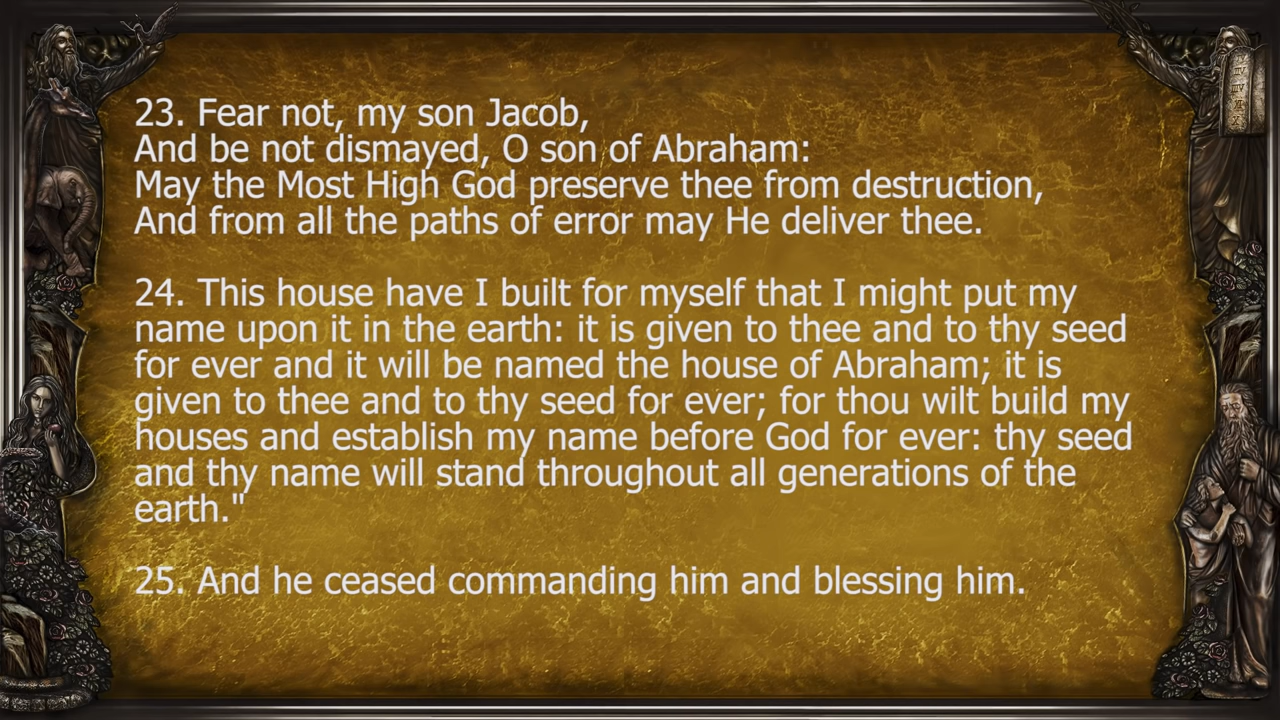 23. Fear not, my son Jacob,
And be not dismayed, O son of Abraham:
May the Most High God preserve thee from destruction,
And from all the paths of error may He deliver thee.
24. This house have I built for myself that I might put my
name upon it in the earth: it is given to thee and to thy seed
for ever and it will be named the house of Abraham; it is
given to thee and to thy seed for ever; for thou wilt build my
houses and establish my name before God for ever: thy seed
and thy name will stand throughout all generations of the
earth."
25. And he ceased commanding him and blessing him.